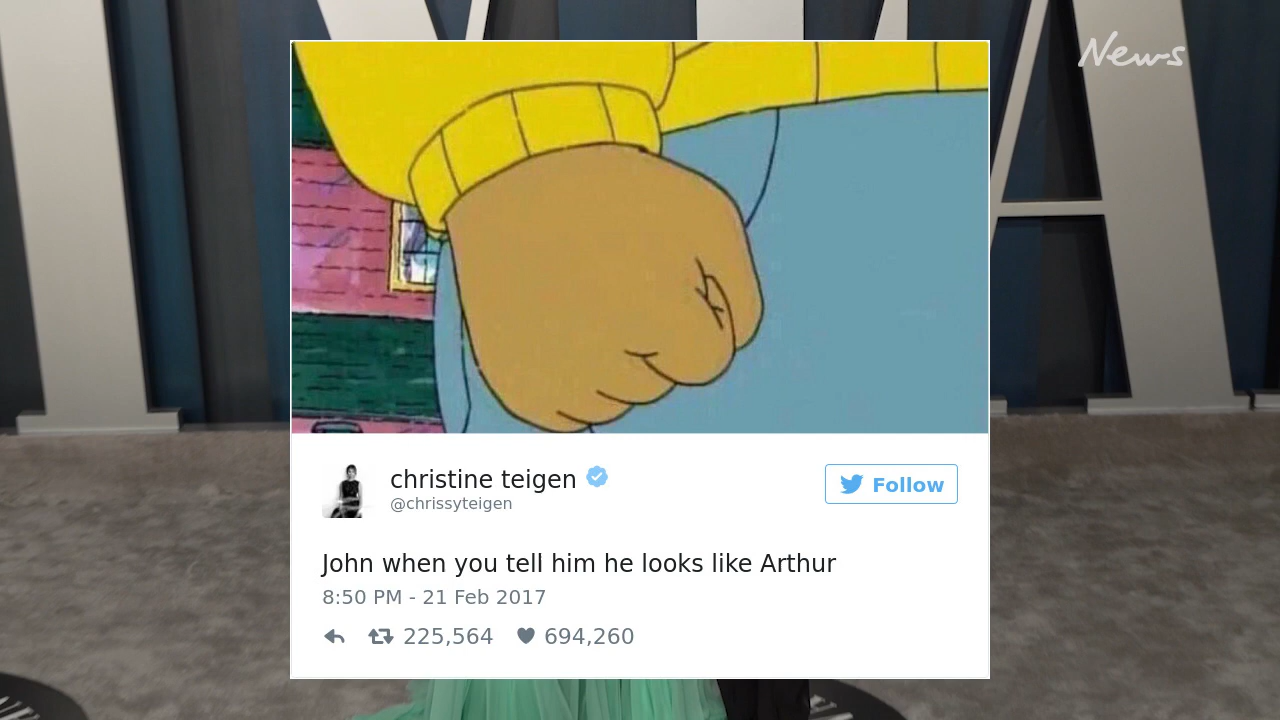 News
christine teigen
@chrissyteigen
Follow
John when you tell him he looks like Arthur
8:50 PM - 21 Feb 2017
225,564 694,260